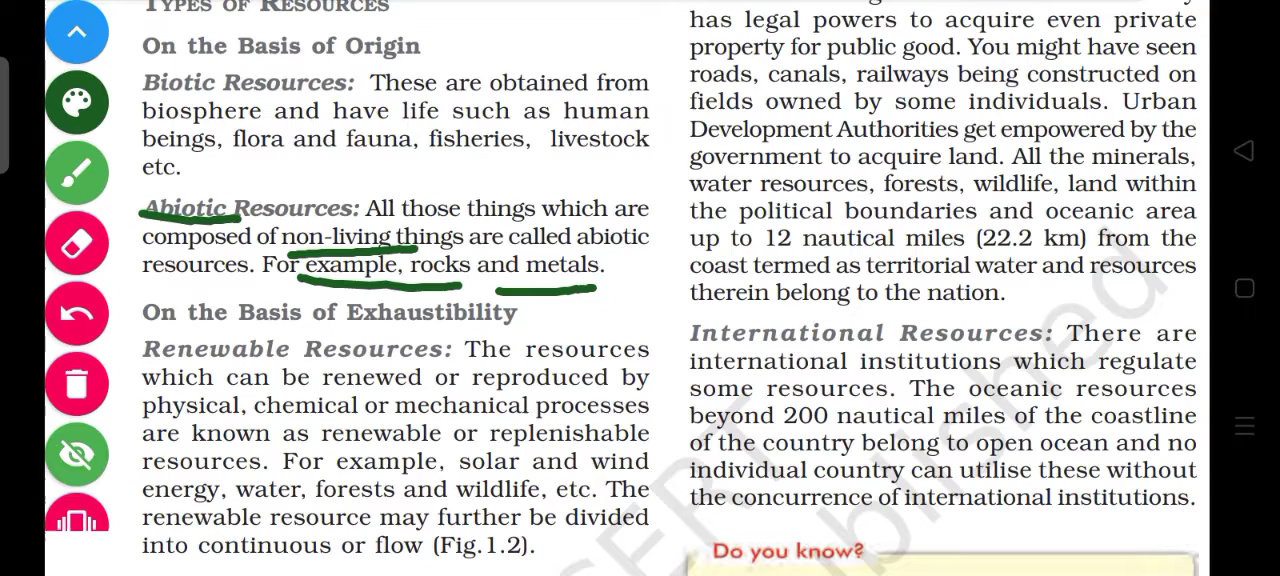 TYPES OF RESOURCES
On the Basis of Origin
Biotic Resources: These are obtained from
biosphere and have life such as human
beings, flora and fauna, fisheries, livestock
etc.
Abiotic Resources: All those things which are
composed of non-living things are called abiotic
resources. For example, rocks and metals.
On the Basis of Exhaustibility
Renewable Resources: The resources
which can be renewed or reproduced by
physical, chemical or mechanical processes
are known as renewable or replenishable
resources. For example, solar and wind
energy, water, forests and wildlife, etc. The
renewable resource may further be divided
into continuous or flow (Fig.1.2).
has legal powers to acquire even private
property for public good. You might have seen
roads, canals, railways being constructed on
fields owned by some individuals. Urban
Development Authorities get empowered by the
government to acquire land. All the minerals,
water resources, forests, wildlife, land within
the political boundaries and oceanic area
up to 12 nautical miles (22.2 km) from the
coast termed as territorial water and resources
therein belong to the nation.
International Resources: There are
international institutions which regulate
some resources. The oceanic resources
beyond 200 nautical miles of the coastline
of the country belong to open ocean and no
individual country can utilise these without
the concurrence of international institutions.
Do you know?